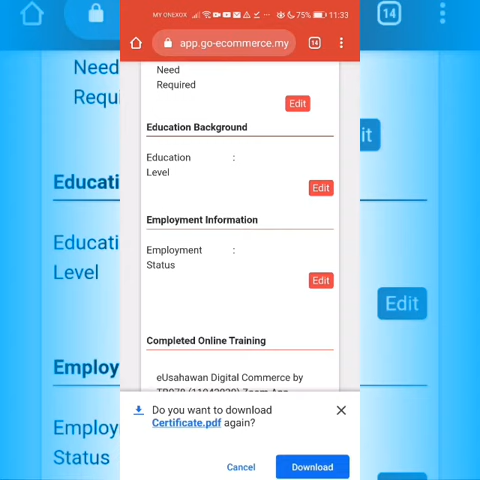 MY ONEXOX
75%
11:33
app.go-ecommerce.my
14
Need
Required
Edit
Education Background
Education :
Level
Edit
Employment Information
Employment :
Status
Edit
Completed Online Training
eUsahawan Digital Commerce by
Do you want to download
Certificate.pdf again?
Cancel
Download
14
Need
Requi
it
Educati
Educati
Level
Edit
Employ
Employ
Status